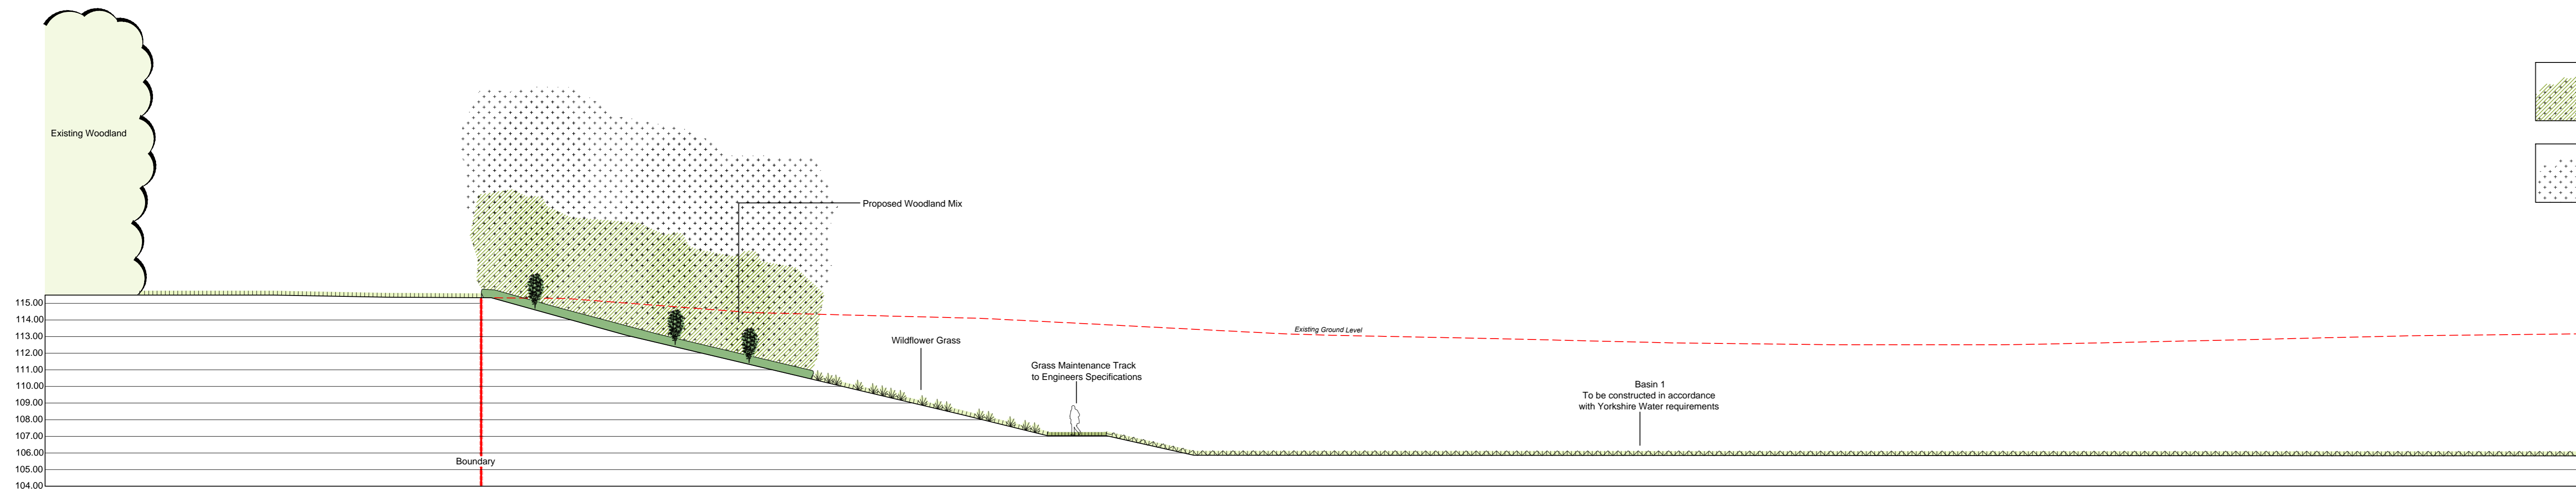 Existing Woodland
Proposed Woodland Mix
115.00
114.00
113.00
112.00
111.00
110.00
109.00
108.00
107.00
106.00
105.00
104.00
Existing Ground Level
Wildflower Grass
Grass Maintenance Track
to Engineers Specifications
Basin 1
To be constructed in accordance
with Yorkshire Water requirements
Boundary